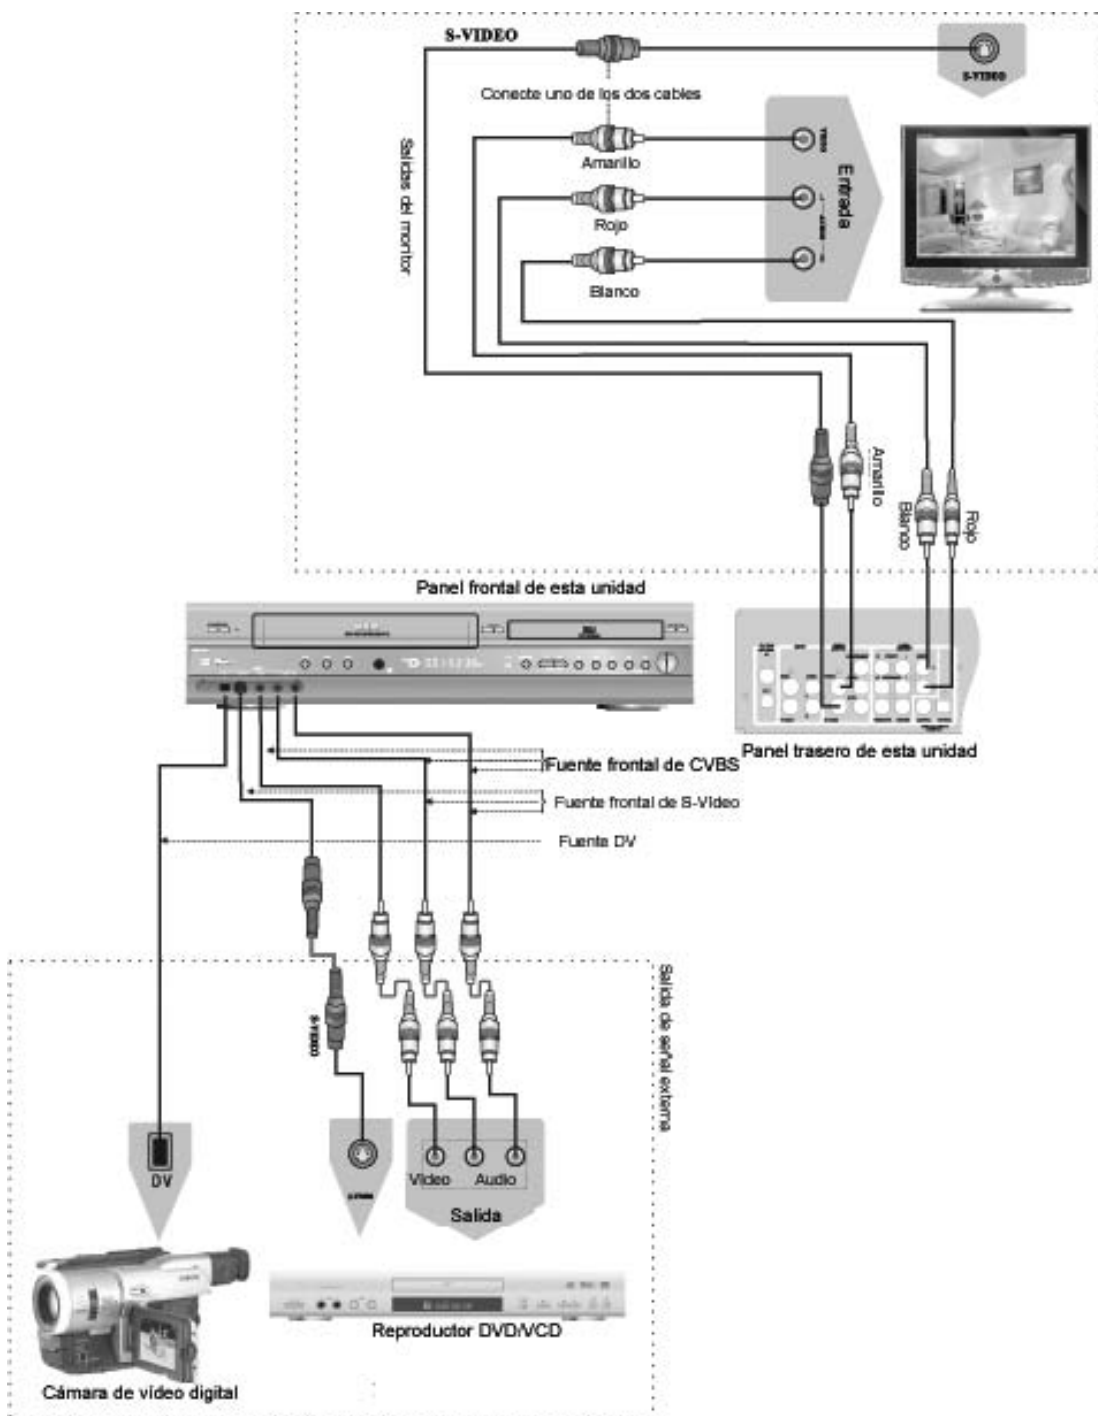 S-VIDEO
S-VIDEO
Conecte uno de los dos cables
VIDEO
Amarillo
Entrada
Rojo
Blanco
Salidas del monitor
Amarillo
Blanco
Rojo
Panel frontal de esta unidad
Panel trasero de esta unidad
Fuente frontal de CVBS
Fuente frontal de S-Video
Fuente DV
Salida de señal externa
S-VIDEO
DV
Video Audio
Salida
Reproductor DVD/VCD
Cámara de vídeo digital